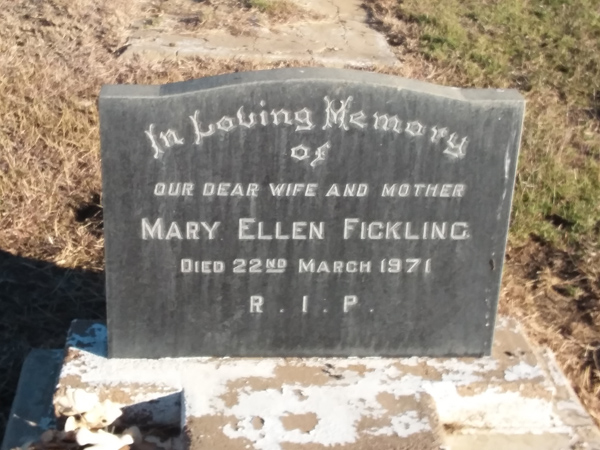 In Loving Memory
of
OUR DEAR WIFE AND MOTHER
MARY ELLEN FICKLING
DIED 22ND MARCH 1971
R . I . P .